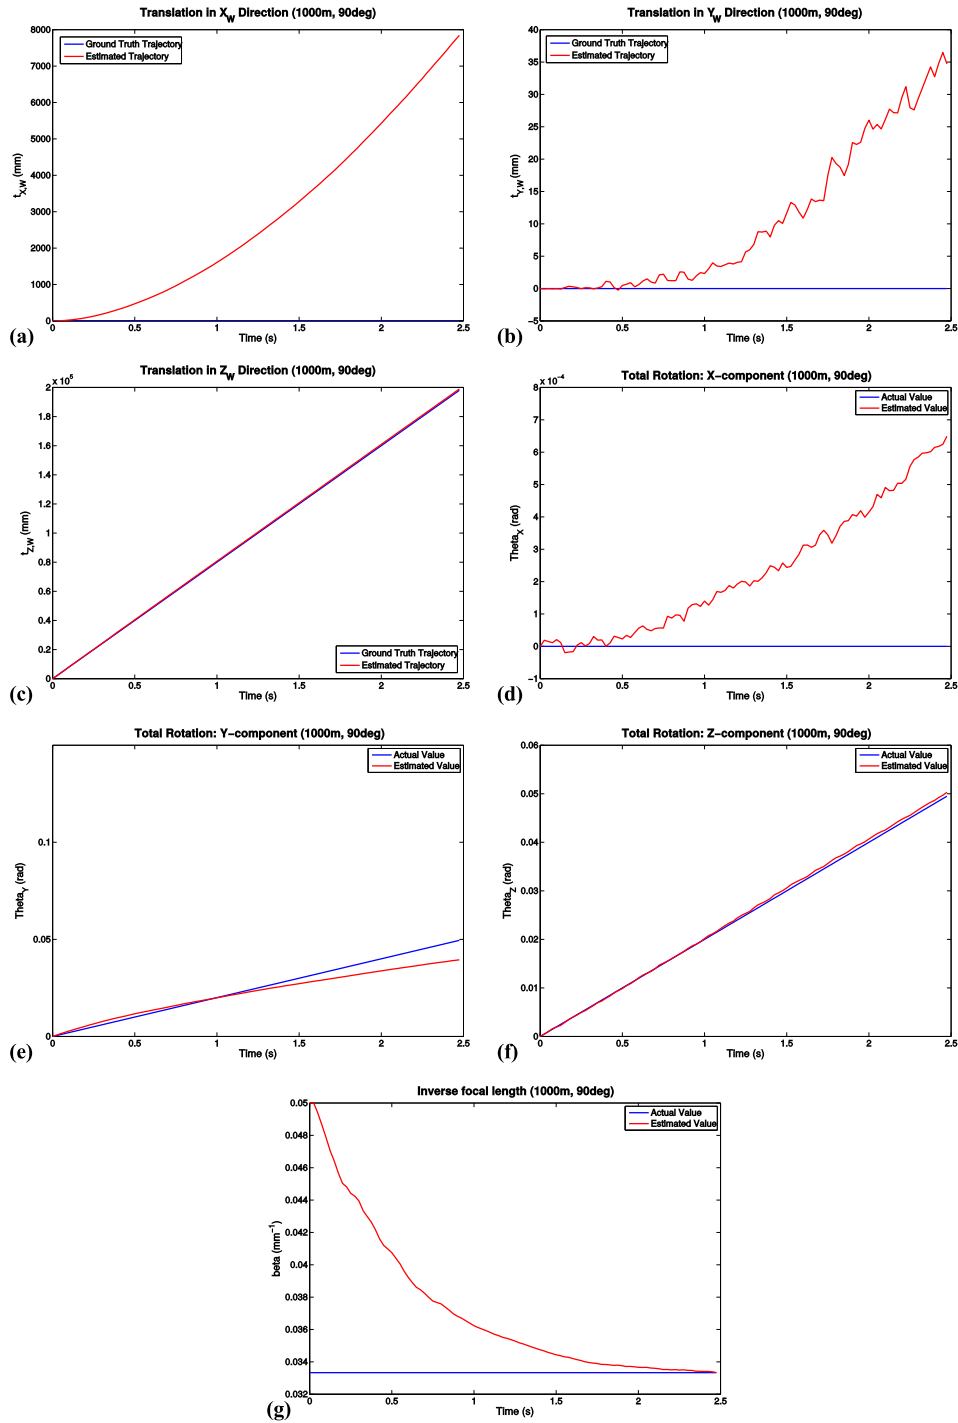 Translation in XW Direction (1000m, 90deg)
Ground Truth Trajectory
Estimated Trajectory
8000
7000
6000
5000
4000
3000
2000
1000
0
tX,W (mm)
0 0.5 1 1.5 2 2.5
Time (s)
(a)
Translation in YW Direction (1000m, 90deg)
Ground Truth Trajectory
Estimated Trajectory
40
35
30
25
20
15
10
5
0
−5
tY,W (mm)
0 0.5 1 1.5 2 2.5
Time (s)
(b)
Translation in ZW Direction (1000m, 90deg)
x 10^5
2
1.8
1.6
1.4
1.2
1
0.8
0.6
0.4
0.2
0
tZ,W (mm)
Ground Truth Trajectory
Estimated Trajectory
0 0.5 1 1.5 2 2.5
Time (s)
(c)
Total Rotation: X−component (1000m, 90deg)
x 10^−4
Actual Value
Estimated Value
8
7
6
5
4
3
2
1
0
−1
ThetaX (rad)
0 0.5 1 1.5 2 2.5
Time (s)
(d)
Total Rotation: Y−component (1000m, 90deg)
Actual Value
Estimated Value
0.1
0.05
0
ThetaY (rad)
0 0.5 1 1.5 2 2.5
Time (s)
(e)
Total Rotation: Z−component (1000m, 90deg)
Actual Value
Estimated Value
0.06
0.05
0.04
0.03
0.02
0.01
0
ThetaZ (rad)
0 0.5 1 1.5 2 2.5
Time (s)
(f)
Inverse focal length (1000m, 90deg)
Actual Value
Estimated Value
0.05
0.048
0.046
0.044
0.042
0.04
0.038
0.036
0.034
0.032
beta (mm−1)
0 0.5 1 1.5 2 2.5
Time (s)
(g)